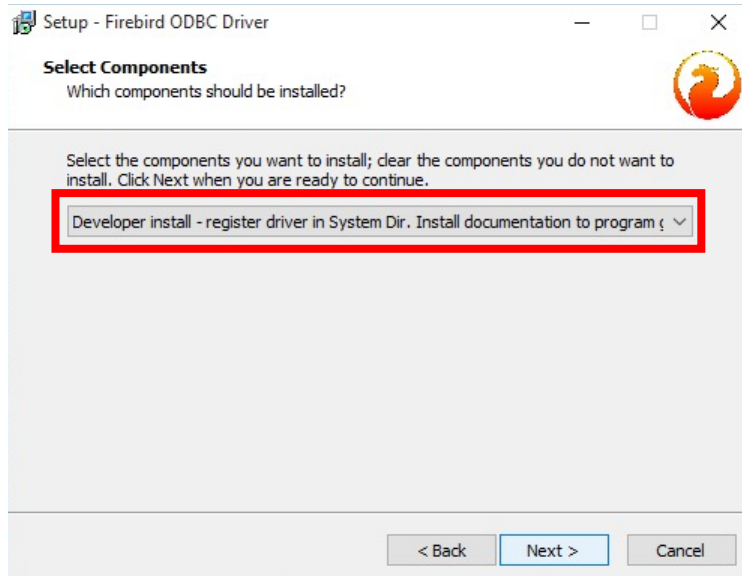 Setup - Firebird ODBC Driver
Select Components
Which components should be installed?
Select the components you want to install; clear the components you do not want to
install. Click Next when you are ready to continue.
Developer install - register driver in System Dir. Install documentation to program g
< Back
Next >
Cancel